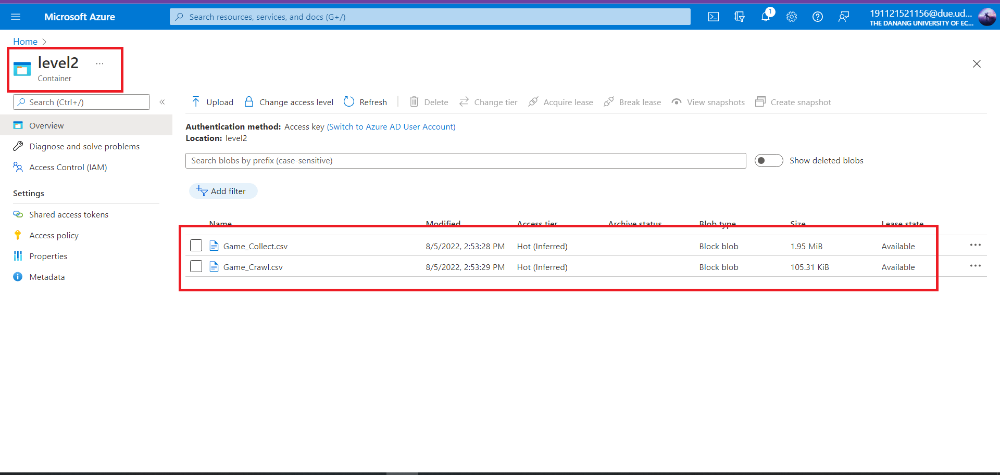 Microsoft Azure
Search resources, services, and docs (G+/)
1
191121521156@due.ud...
THE DANANG UNIVERSITY OF EC...
Home >
level2 ...
Container
Search (Ctrl+/)
«
Upload
Change access level
Refresh
Delete
Change tier
Acquire lease
Break lease
View snapshots
Create snapshot
Overview
Diagnose and solve problems
Access Control (IAM)
Settings
Shared access tokens
Access policy
Properties
Metadata
Authentication method: Access key (Switch to Azure AD User Account)
Location: level2
Search blobs by prefix (case-sensitive)
Show deleted blobs
Add filter
Name Modified Access tier Archive status Blob type Size Lease state
Game_Collect.csv 8/5/2022, 2:53:28 PM Hot (Inferred) Block blob 1.95 MiB Available ...
Game_Crawl.csv 8/5/2022, 2:53:29 PM Hot (Inferred) Block blob 105.31 KiB Available ...